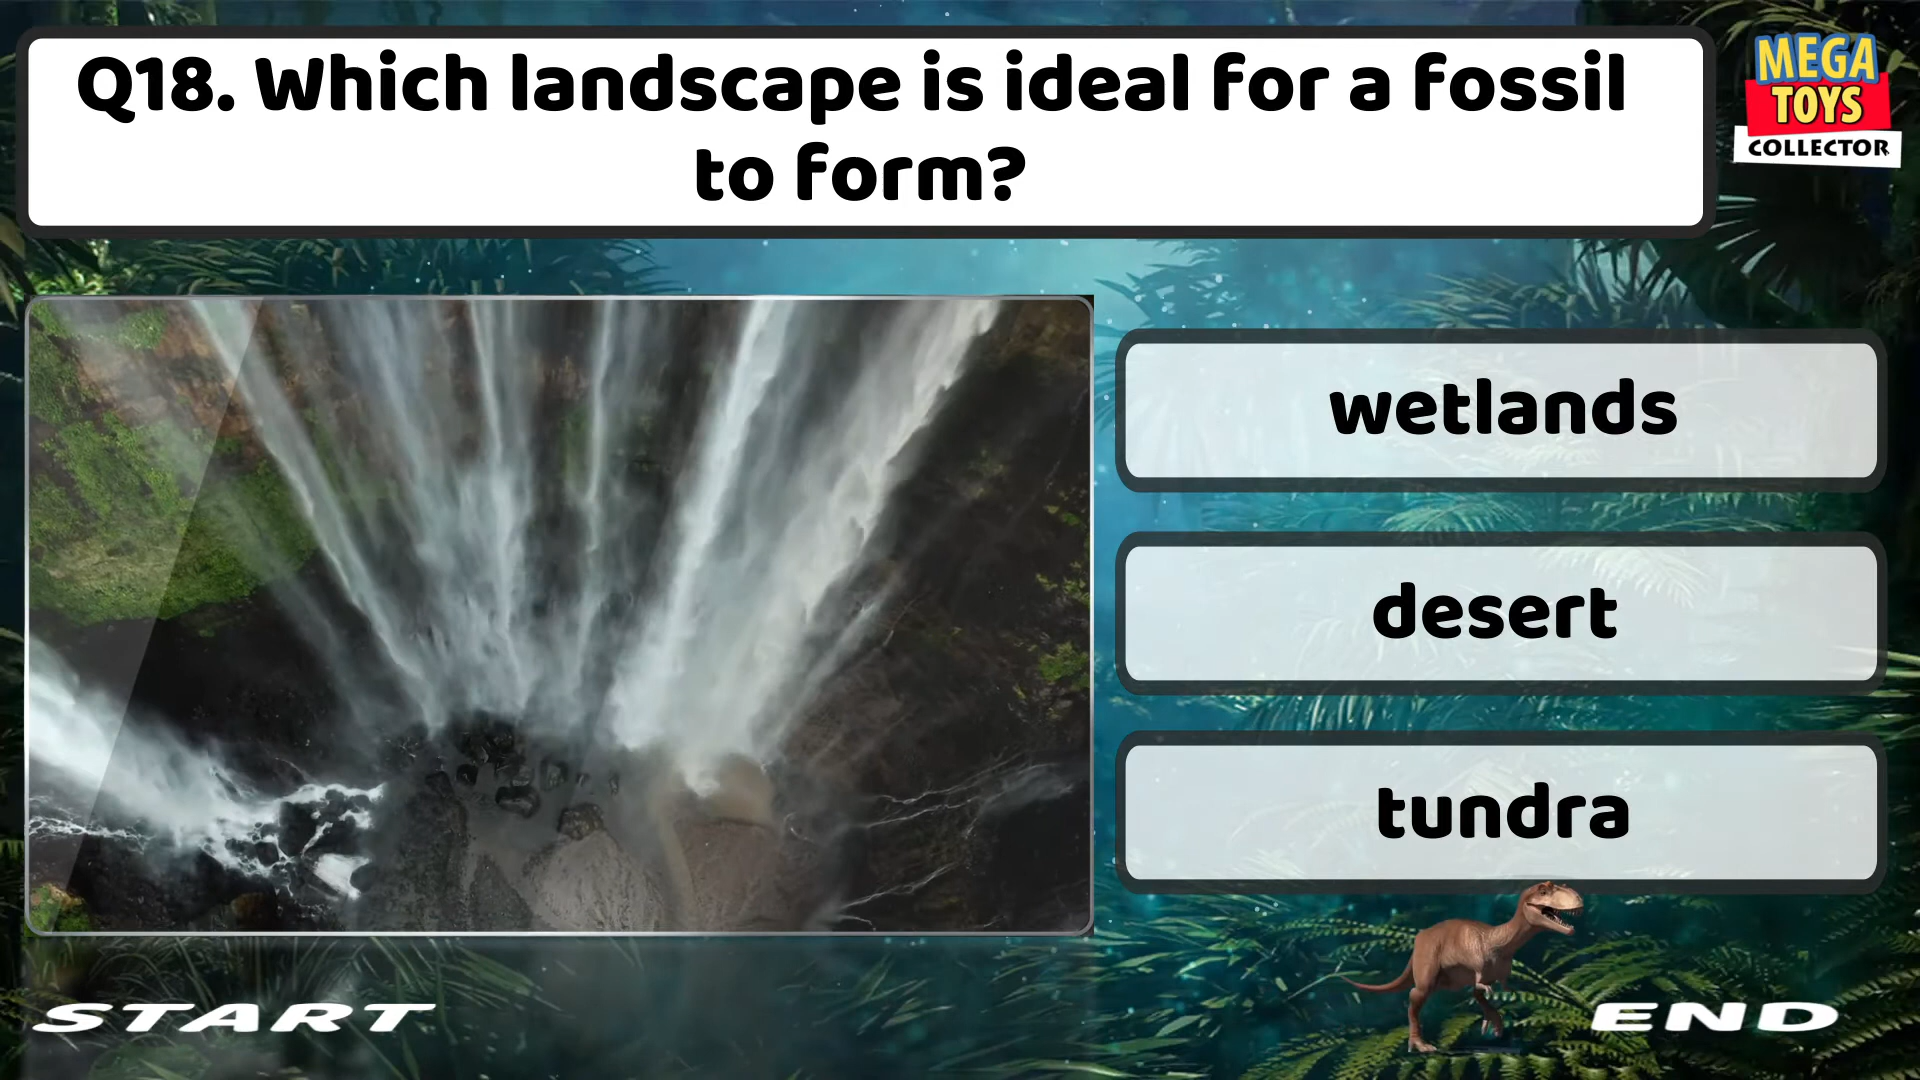 Q18. Which landscape is ideal for a fossil
to form?
MEGA
TOYS
COLLECTOR
wetlands
desert
tundra
START
END